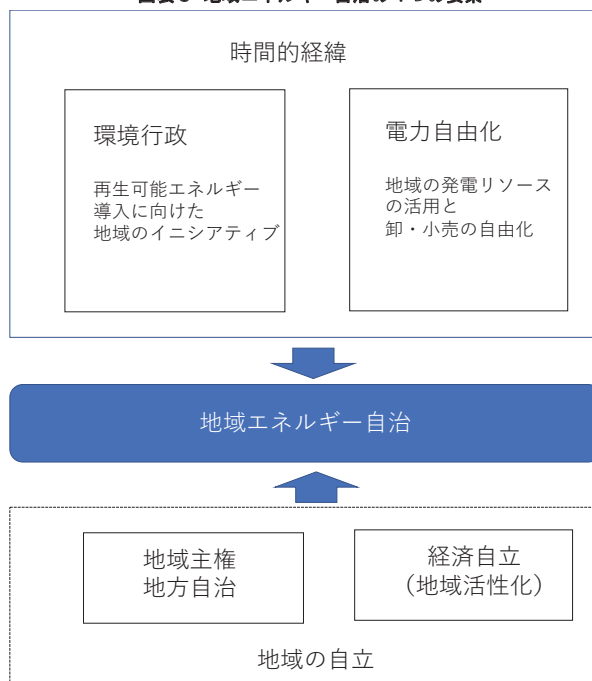 時間的経緯
環境行政
再生可能エネルギー
導入に向けた
地域のイニシアティブ
電力自由化
地域の発電リソース
の活用と
卸・小売の自由化
地域エネルギー自治
地域主権
地方自治
経済自立
（地域活性化）
地域の自立